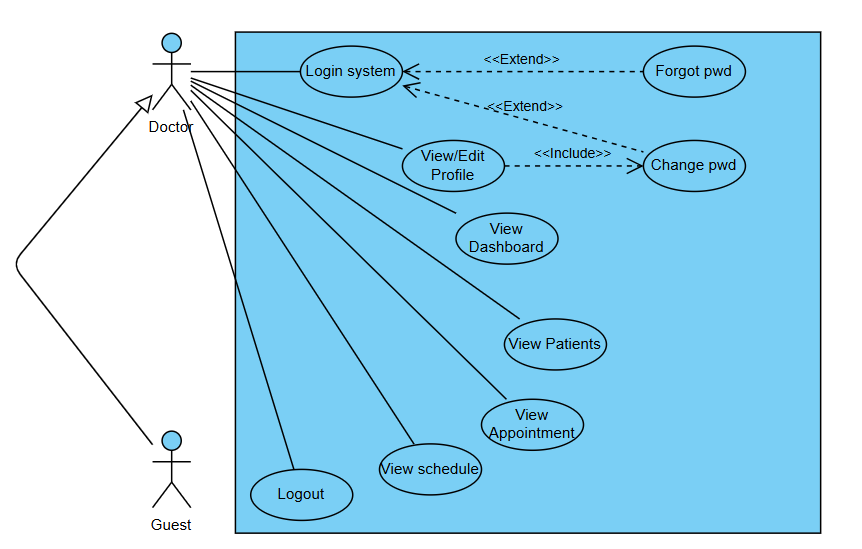 Doctor
Login system
<<Extend>>
Forgot pwd
<<Extend>>
View/Edit
Profile
<<Include>>
Change pwd
View
Dashboard
View Patients
View
Appointment
View schedule
Logout
Guest